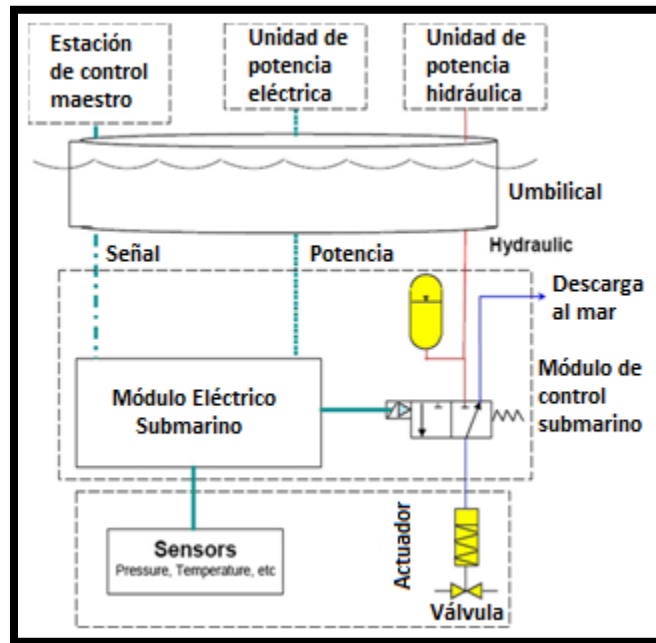 Estación
de control
maestro
Unidad de
potencia
eléctrica
Unidad de
potencia
hidráulica
Umbilical
Señal
Potencia
Hydraulic
Descarga
al mar
Módulo Eléctrico
Submarino
Módulo de
control
submarino
Sensors
Pressure, Temperature, etc
Actuador
Válvula